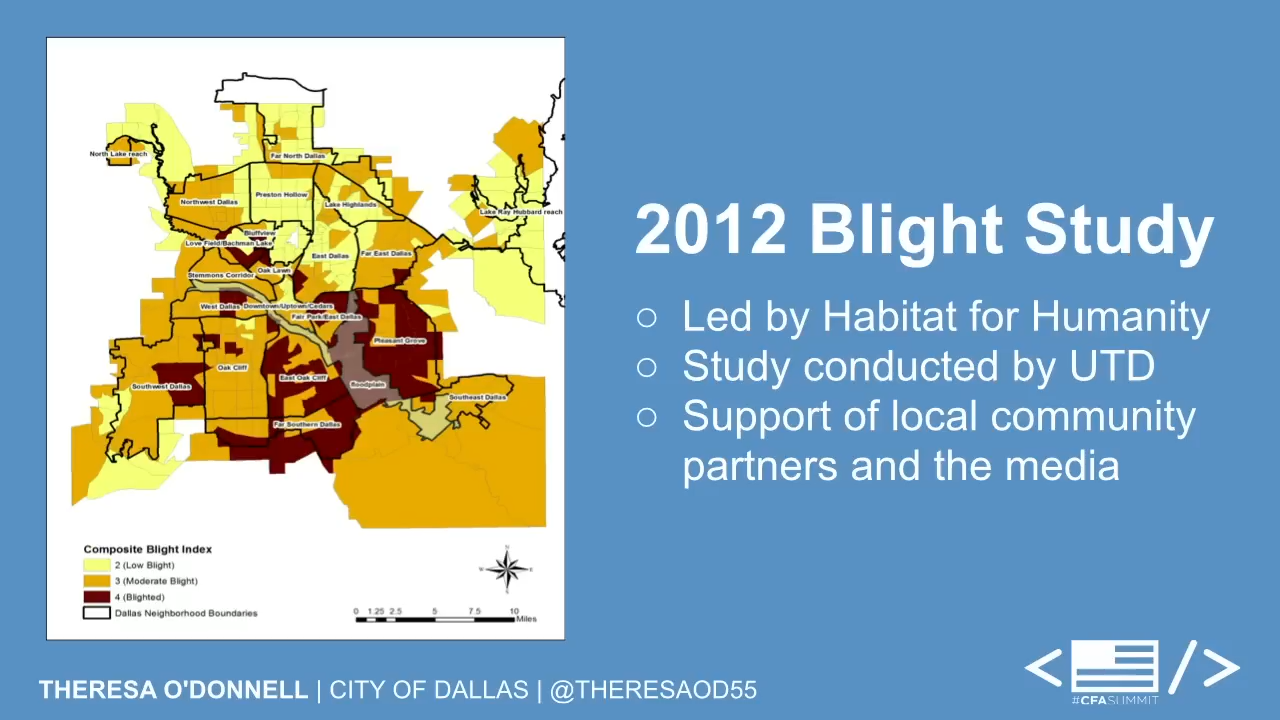 North Lake reach
Far North Dallas
Preston Hollow
Northwest Dallas
Lake Highlands
Lake Ray Hubbard reach
Bluffview
Love Field/Bachman Lake
East Dallas
Far East Dallas
Oak Lawn
Stemmons Corridor
West Dallas
Downtown/Uptown/Cedars
Fair Park/East Dallas
Pleasant Grove
Oak Cliff
East Oak Cliff
Southwest Dallas
floodplain
Southeast Dallas
Far Southern Dallas
Composite Blight Index
2 (Low Blight)
3 (Moderate Blight)
4 (Blighted)
Dallas Neighborhood Boundaries
N
W
E
S
0 1.25 2.5 5 7.5 10
Miles
2012 Blight Study
○ Led by Habitat for Humanity
○ Study conducted by UTD
○ Support of local community
partners and the media
THERESA O'DONNELL | CITY OF DALLAS | @THERESAOD55
#CFASUMMIT